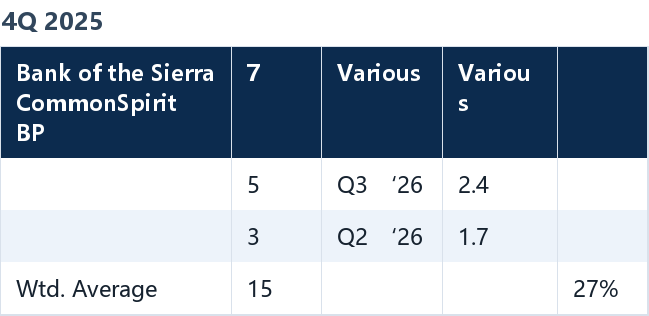 4Q 2025
Bank of the Sierra 7 Various Variou
CommonSpirit s
BP
5 Q3 ‘26 2.4
3 Q2 ‘26 1.7
Wtd. Average 15 27%